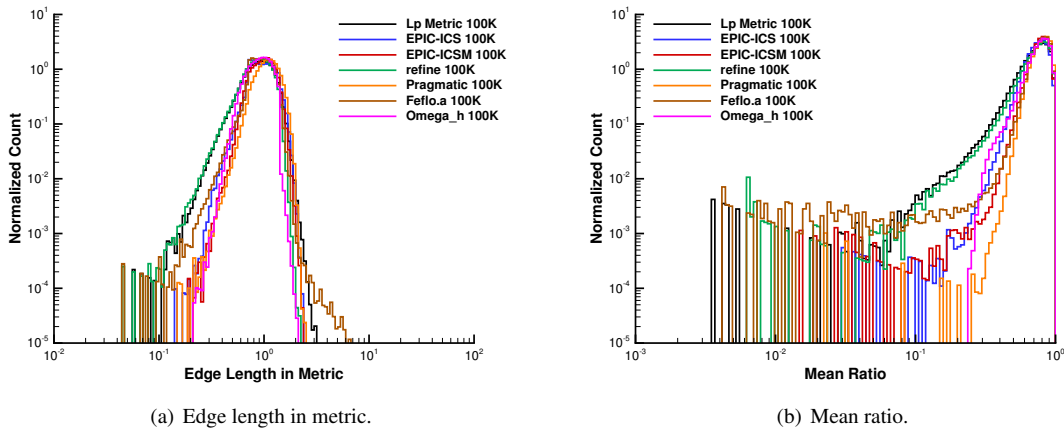 Normalized Count
10^1
10^0
10^-1
10^-2
10^-3
10^-4
10^-5
10^-2
10^-1
10^0
10^1
10^2
Edge Length in Metric
Lp Metric 100K
EPIC-ICS 100K
EPIC-ICSM 100K
refine 100K
Pragmatic 100K
Feflo.a 100K
Omega_h 100K
(a) Edge length in metric.
Normalized Count
10^1
10^0
10^-1
10^-2
10^-3
10^-4
10^-5
10^-3
10^-2
10^-1
10^0
Mean Ratio
Lp Metric 100K
EPIC-ICS 100K
EPIC-ICSM 100K
refine 100K
Pragmatic 100K
Feflo.a 100K
Omega_h 100K
(b) Mean ratio.